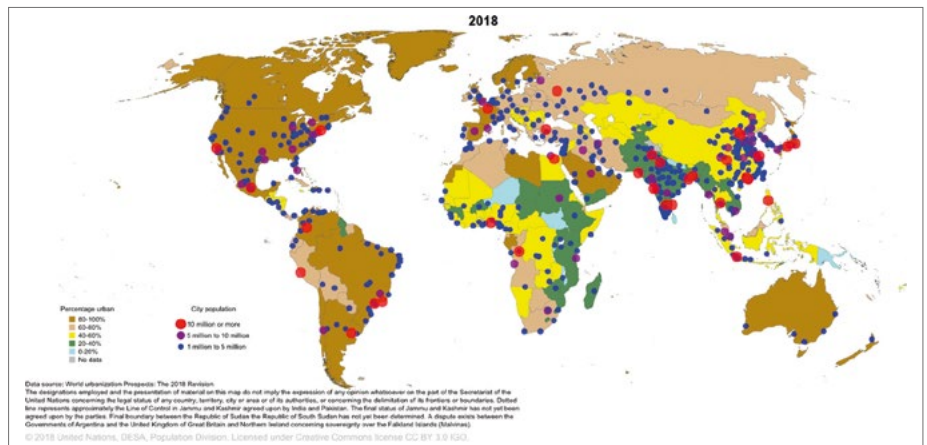 2018
Percentage urban
80-100%
60-80%
40-60%
20-40%
0-20%
No data
City population
10 million or more
5 million to 10 million
1 million to 5 million
Data source: World urbanization Prospects: The 2018 Revision
The designations employed and the presentation of material on this map do not imply the expression of any opinion whatsoever on the part of the Secretariat of the
United Nations concerning the legal status of any country, territory, city or area or of its authorities, or concerning the delimitation of its frontiers or boundaries. Dotted
line represents approximately the Line of Control in Jammu and Kashmir agreed upon by India and Pakistan. The final status of Jammu and Kashmir has not yet been
agreed upon by the parties. Final boundary between the Republic of Sudan the Republic of South Sudan has not yet been determined. A dispute exists between the
Governments of Argentina and the United Kingdom of Great Britain and Northern Ireland concerning sovereignty over the Falkland Islands (Malvinas).
© 2018 United Nations, DESA, Population Division. Licensed under Creative Commons license CC BY 3.0 IGO.